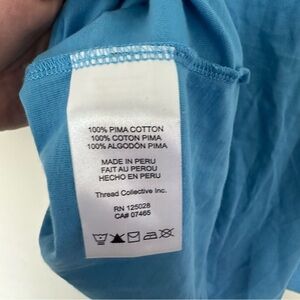 100% PIMA COTTON
100% COTON PIMA
100% ALGODÓN PIMA
MADE IN PERU
FAIT AU PEROU
HECHO EN PERU
Thread Collective Inc.
RN 125028
CA# 07465